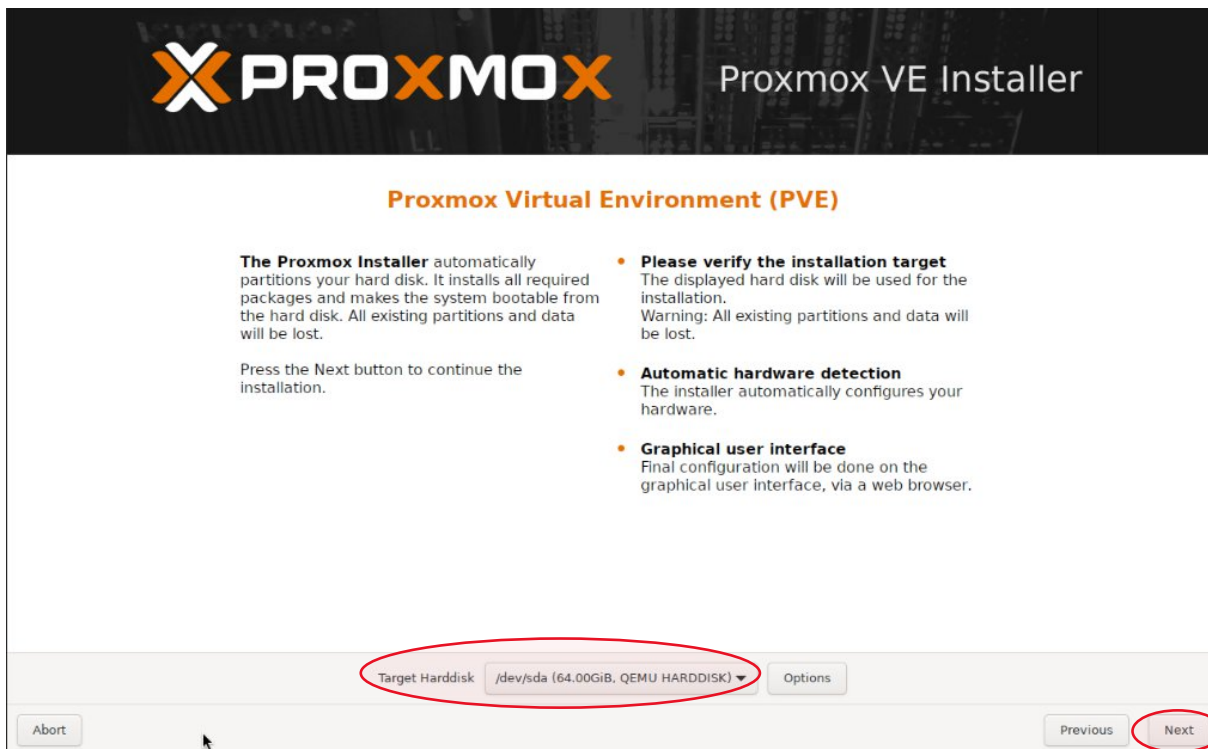 PROXMOX
Proxmox VE Installer
Proxmox Virtual Environment (PVE)
The Proxmox Installer automatically
partitions your hard disk. It installs all required
packages and makes the system bootable from
the hard disk. All existing partitions and data
will be lost.
Press the Next button to continue the
installation.
• Please verify the installation target
The displayed hard disk will be used for the
installation.
Warning: All existing partitions and data will
be lost.
• Automatic hardware detection
The installer automatically configures your
hardware.
• Graphical user interface
Final configuration will be done on the
graphical user interface, via a web browser.
Target Harddisk
/dev/sda (64.00GiB, QEMU HARDDISK)
Options
Abort
Previous
Next